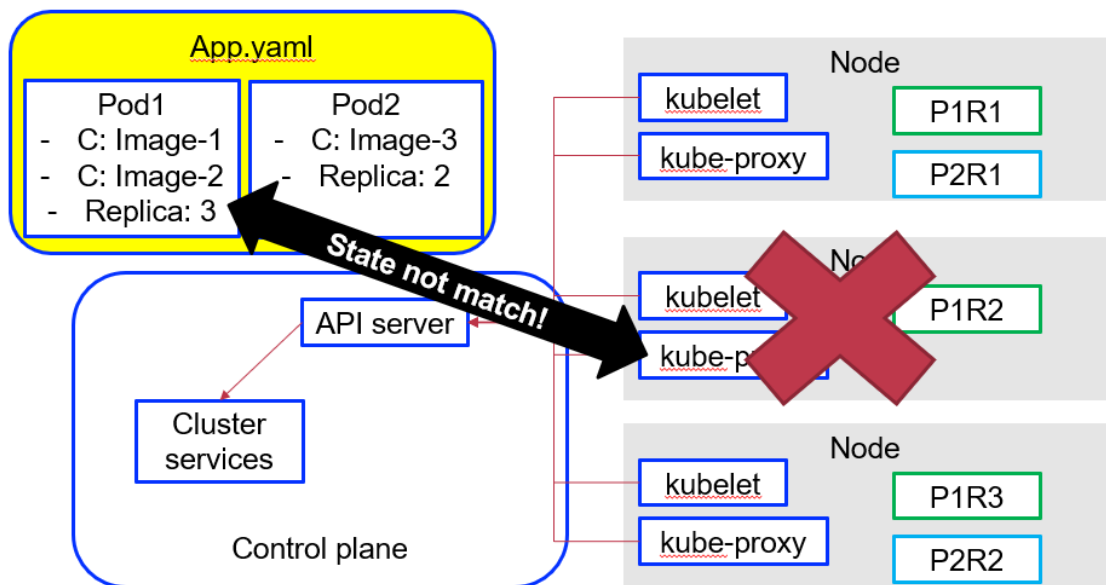 App.yaml
Pod1
- C: Image-1
- C: Image-2
- Replica: 3
Pod2
- C: Image-3
- Replica: 2
State not match!
API server
Cluster
services
Control plane
Node
kubelet
kube-proxy
P1R1
P2R1
kubelet
P1R2
Node
kubelet
kube-proxy
P1R3
P2R2